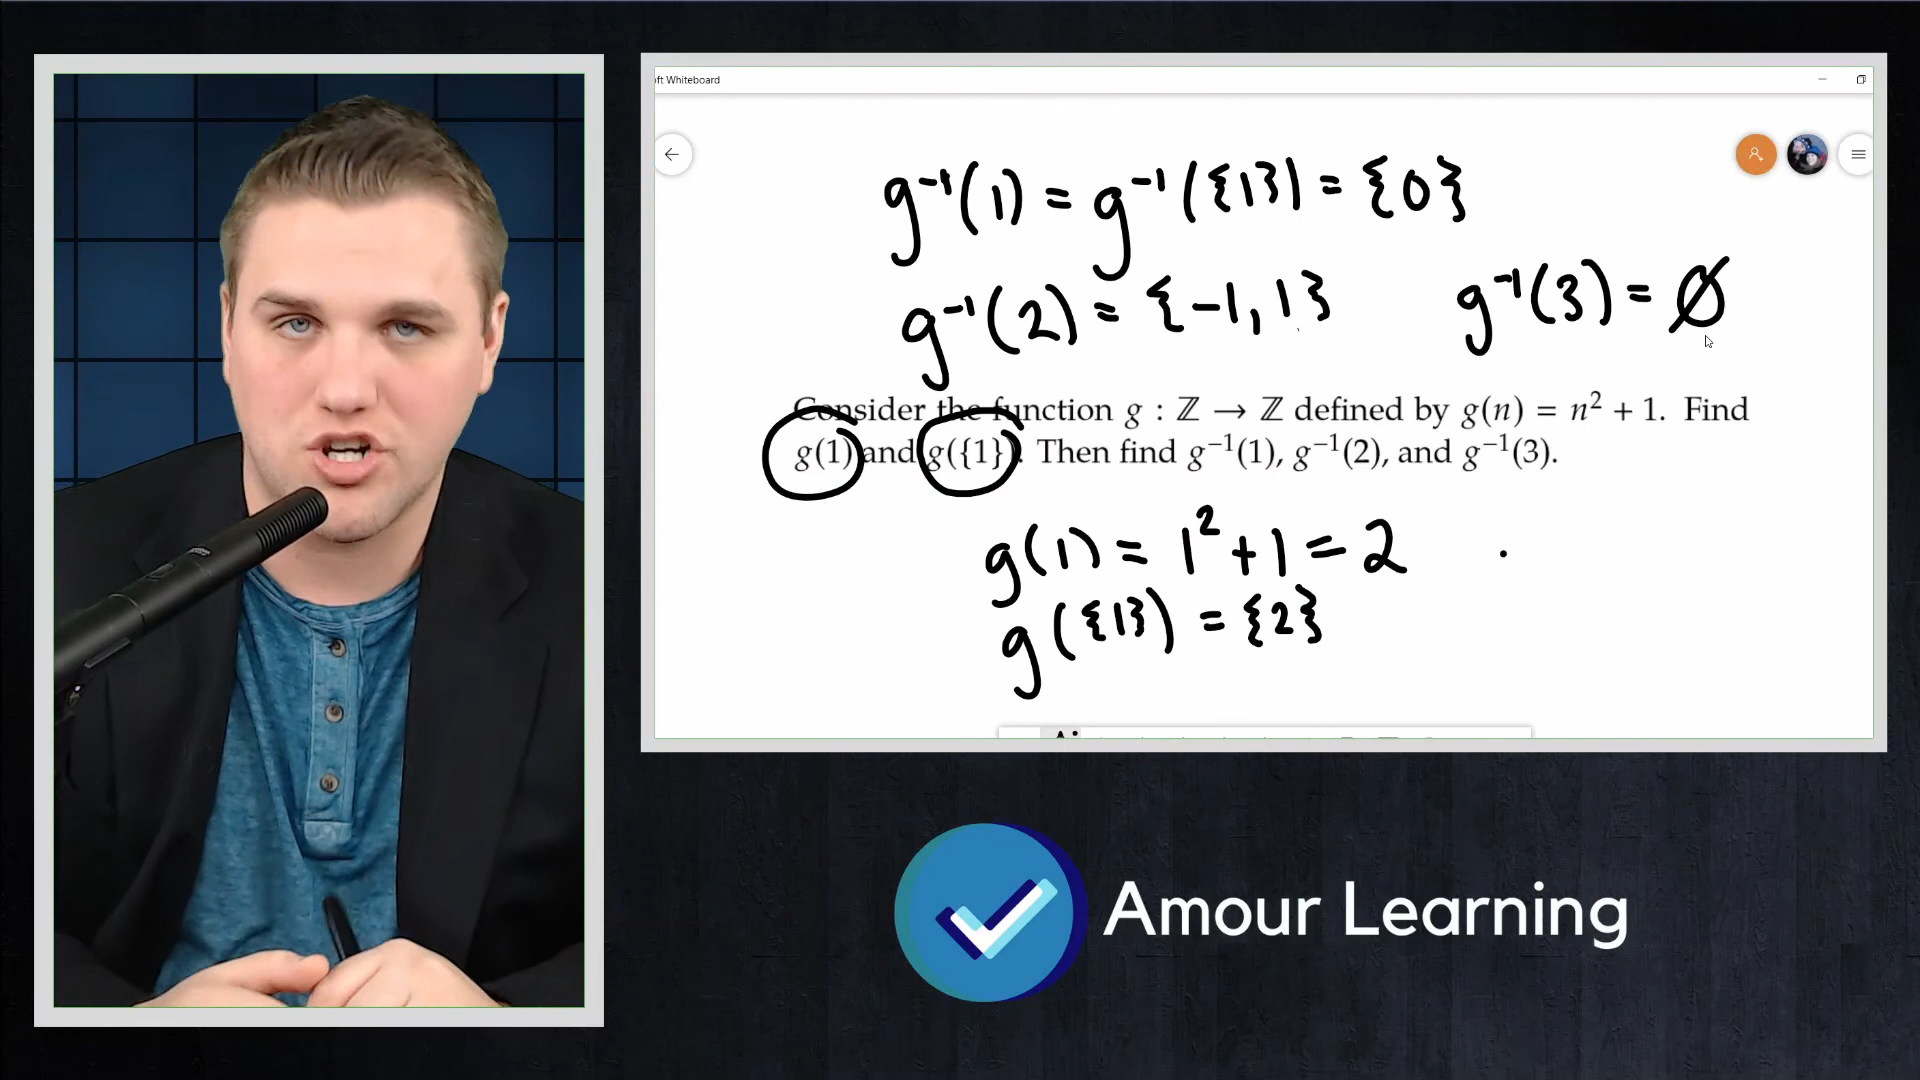 ft Whiteboard
g⁻¹(1) = g⁻¹({1}) = {0}
g⁻¹(2) = {-1, 1} g⁻¹(3) = ∅
Consider the function g : ℤ → ℤ defined by g(n) = n² + 1. Find
g(1) and g({1}). Then find g⁻¹(1), g⁻¹(2), and g⁻¹(3).
g(1) = 1² + 1 = 2
g({1}) = {2}
Amour Learning